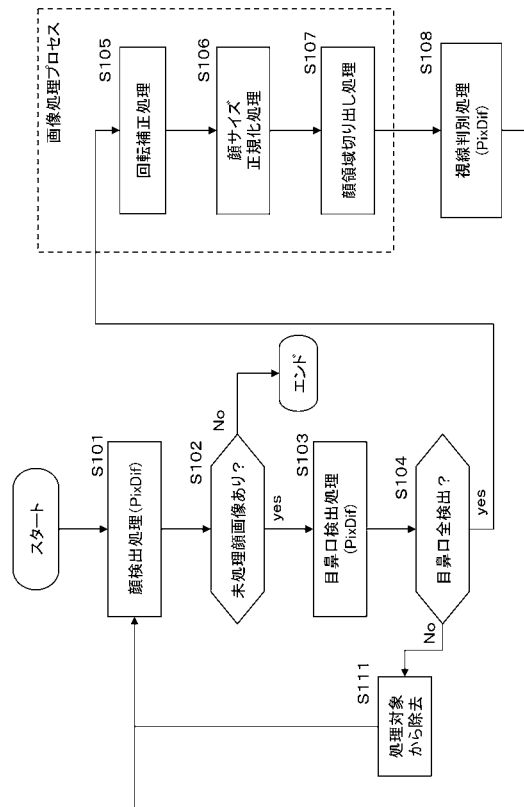 スタート
S101
顔検出処理(PixDif)
S102
未処理顔画像あり?
No
エンド
yes
S103
目鼻口検出処理
(PixDif)
S104
目鼻口全検出?
No
yes
S111
処理対象
から除去
画像処理プロセス
S105
回転補正処理
S106
顔サイズ
正規化処理
S107
顔領域切り出し処理
S108
視線判別処理
(PixDif)